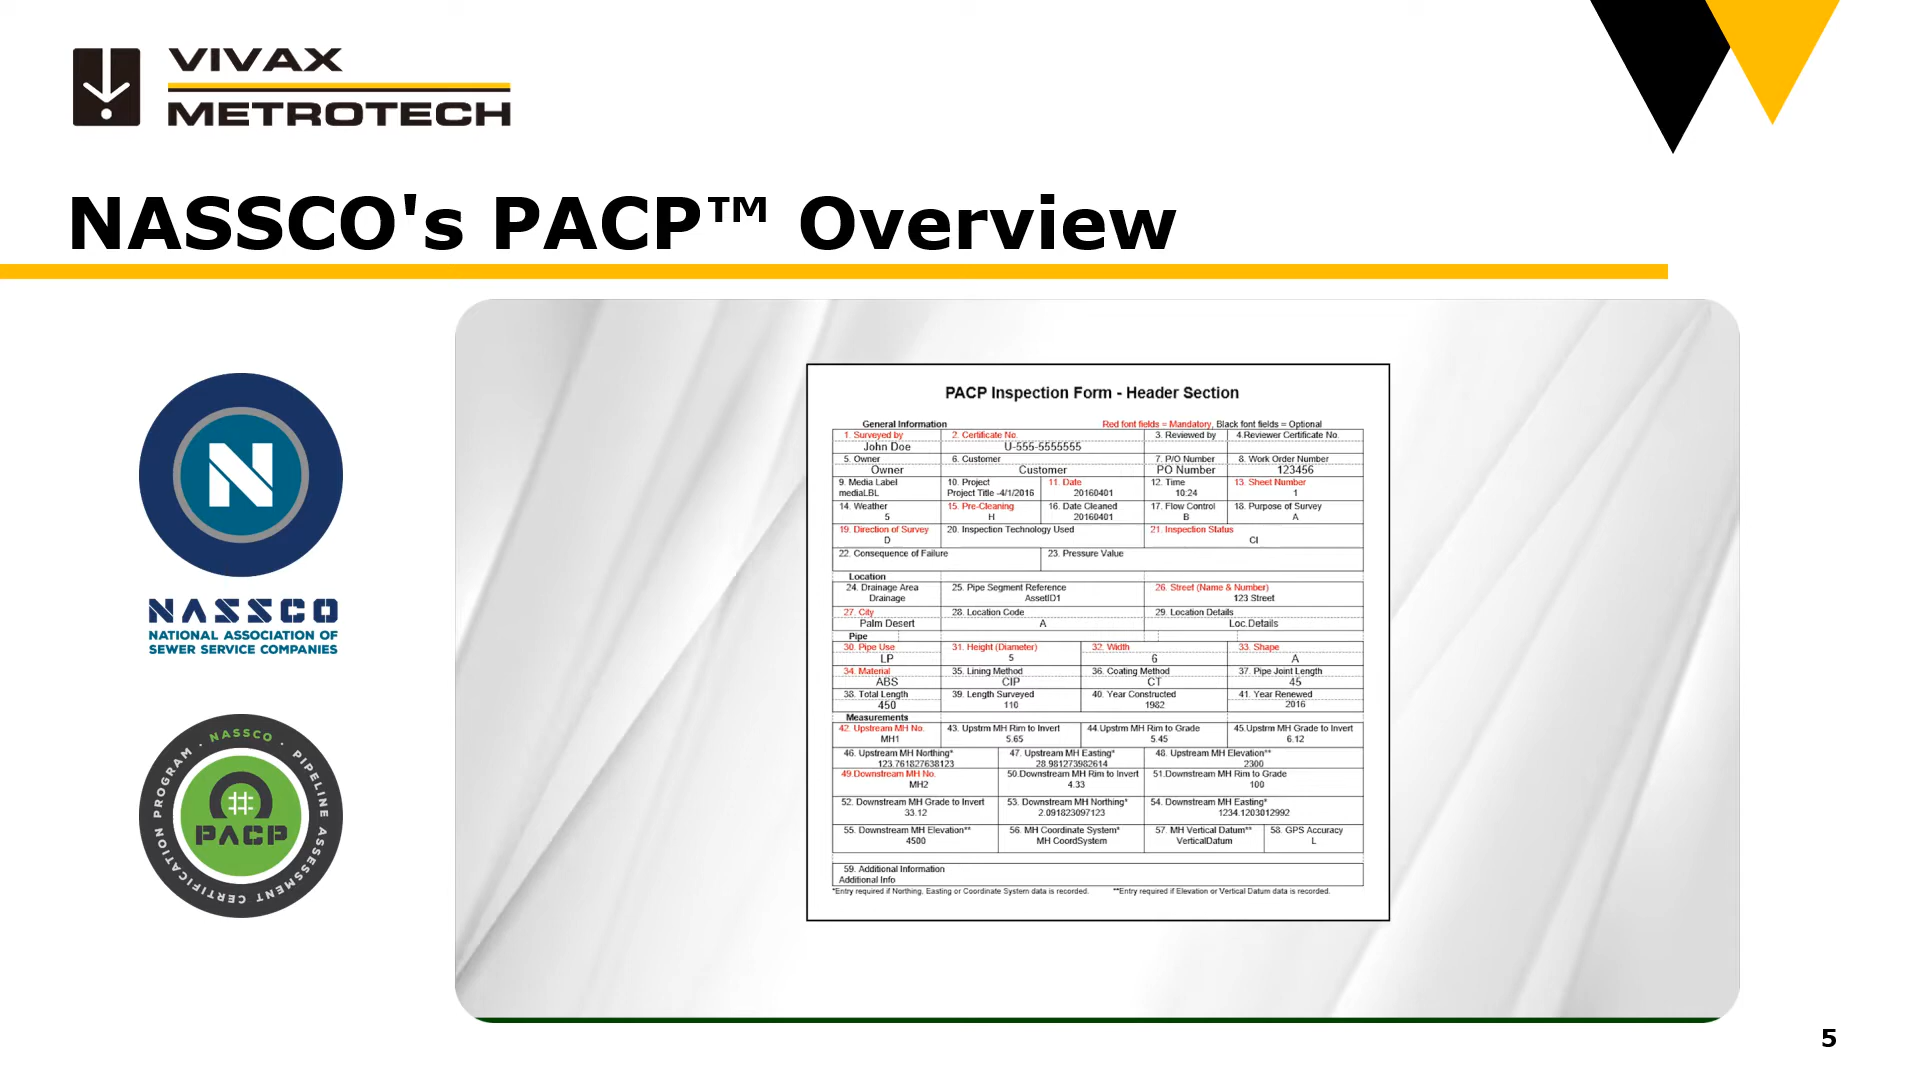 VIVAX
METROTECH
NASSCO's PACP™ Overview
N
NASSCO
NATIONAL ASSOCIATION OF
SEWER SERVICE COMPANIES
· NASSCO · PIPELINE ASSESSMENT CERTIFICATION PROGRAM
PACP
PACP Inspection Form - Header Section
General Information Red font fields = Mandatory, Black font fields = Optional
1. Surveyed by 2. Certificate No. 3. Reviewed by 4.Reviewer Certificate No.
John Doe U-555-5555555
5. Owner 6. Customer 7. P/O Number 8. Work Order Number
Owner Customer PO Number 123456
9. Media Label 10. Project 11. Date 12. Time 13. Sheet Number
mediaLBL Project Title -4/1/2016 20160401 10:24 1
14. Weather 15. Pre-Cleaning 16. Date Cleaned 17. Flow Control 18. Purpose of Survey
5 H 20160401 B A
19. Direction of Survey 20. Inspection Technology Used 21. Inspection Status
D CI
22. Consequence of Failure 23. Pressure Value
Location
24. Drainage Area 25. Pipe Segment Reference 26. Street (Name & Number)
Drainage AssetID1 123 Street
27. City 28. Location Code 29. Location Details
Palm Desert A Loc.Details
Pipe
30. Pipe Use 31. Height (Diameter) 32. Width 33. Shape
LP 5 6 A
34. Material 35. Lining Method 36. Coating Method 37. Pipe Joint Length
ABS CIP CT 45
38. Total Length 39. Length Surveyed 40. Year Constructed 41. Year Renewed
450 110 1982 2016
Measurements
42. Upstream MH No. 43. Upstrm MH Rim to Invert 44.Upstrm MH Rim to Grade 45.Upstrm MH Grade to Invert
MH1 5.65 5.45 6.12
46. Upstream MH Northing* 47. Upstream MH Easting* 48. Upstream MH Elevation**
123.761827638123 28.981273982614 2300
49.Downstream MH No. 50.Downstream MH Rim to Invert 51.Downstream MH Rim to Grade
MH2 4.33 100
52. Downstream MH Grade to Invert 53. Downstream MH Northing* 54. Downstream MH Easting*
33.12 2.091823097123 1234.1203012992
55. Downstream MH Elevation** 56. MH Coordinate System* 57. MH Vertical Datum** 58. GPS Accuracy
4500 MH CoordSystem VerticalDatum L
59. Additional Information
Additional Info
*Entry required if Northing, Easting or Coordinate System data is recorded. **Entry required if Elevation or Vertical Datum data is recorded.
5